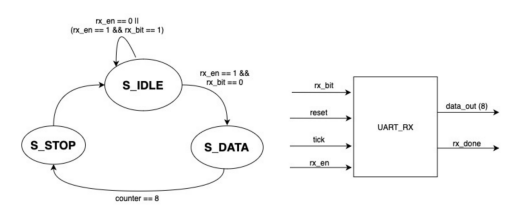 rx_en == 0 ||
(rx_en == 1 && rx_bit == 1)
S_IDLE
rx_en == 1 &&
rx_bit == 0
S_STOP
S_DATA
counter == 8
rx_bit
reset
tick
rx_en
UART_RX
data_out (8)
rx_done